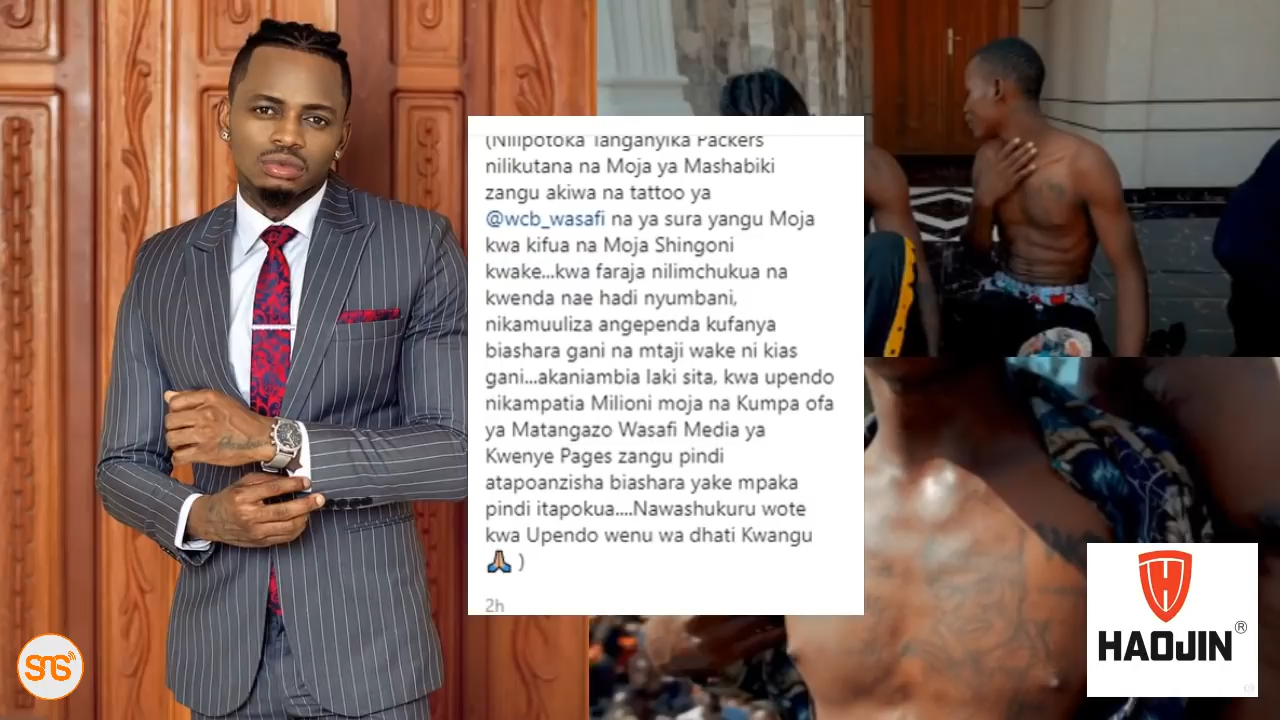 (Nilipotoka Tanganyika Packers
nilikutana na Moja ya Mashabiki
zangu akiwa na tattoo ya
@wcb_wasafi na ya sura yangu Moja
kwa kifua na Moja Shingoni
kwake...kwa faraja nilimchukua na
kwenda nae hadi nyumbani,
nikamuuliza angependa kufanya
biashara gani na mtaji wake ni kias
gani...akaniambia laki sita, kwa upendo
nikampatia Milioni moja na Kumpa ofa
ya Matangazo Wasafi Media ya
Kwenye Pages zangu pindi
atapoanzisha biashara yake mpaka
pindi itapokua....Nawashukuru wote
kwa Upendo wenu wa dhati Kwangu
🙏🏽 )
2h
SNS
HAOJIN®